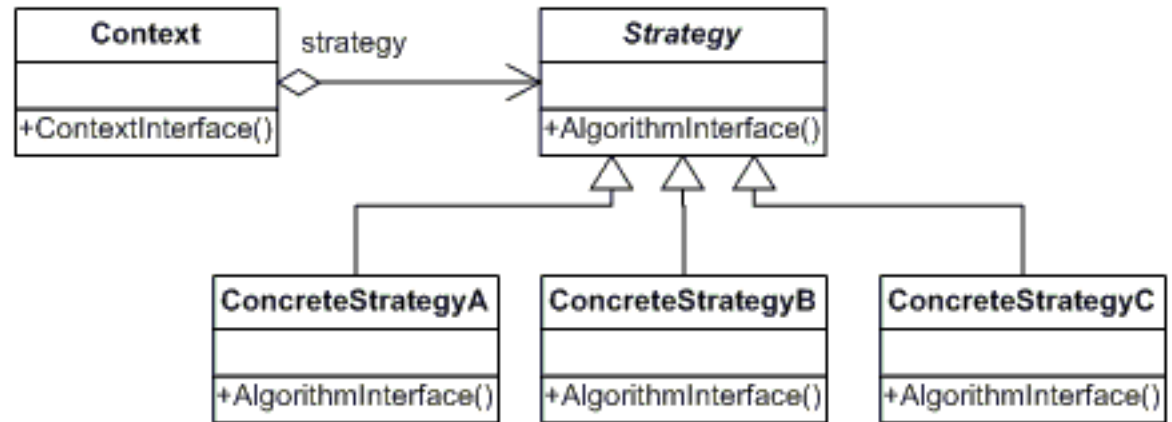 Context
strategy
Strategy
+ContextInterface()
+AlgorithmInterface()
ConcreteStrategyA
ConcreteStrategyB
ConcreteStrategyC
+AlgorithmInterface()
+AlgorithmInterface()
+AlgorithmInterface()